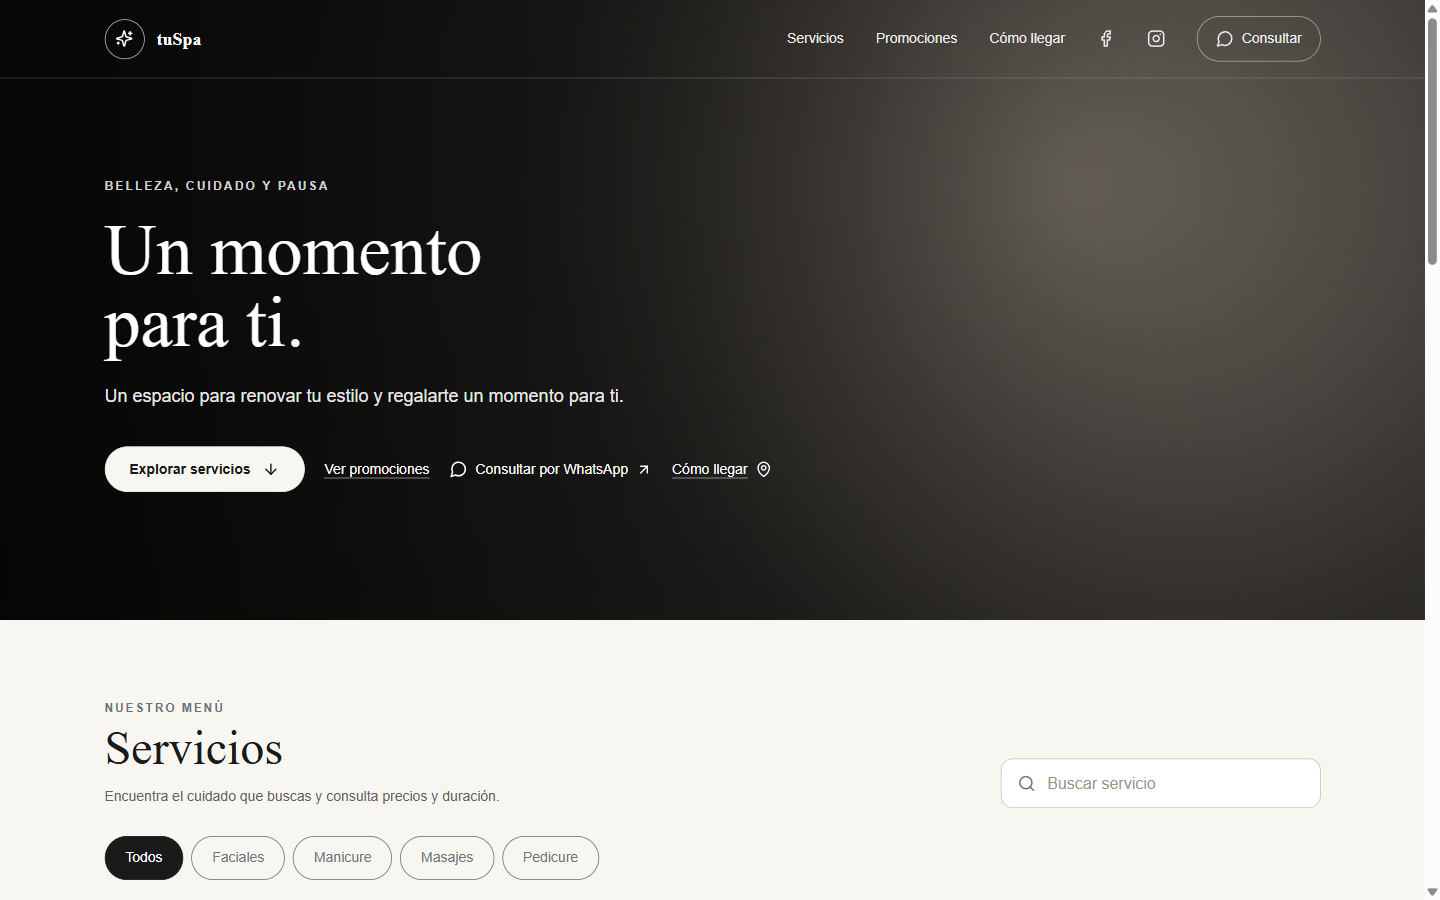 tuSpa
Servicios
Promociones
Cómo llegar
Consultar
BELLEZA, CUIDADO Y PAUSA
Un momento
para ti.
Un espacio para renovar tu estilo y regalarte un momento para ti.
Explorar servicios
Ver promociones
Consultar por WhatsApp
Cómo llegar
NUESTRO MENÚ
Servicios
Encuentra el cuidado que buscas y consulta precios y duración.
Buscar servicio
Todos
Faciales
Manicure
Masajes
Pedicure